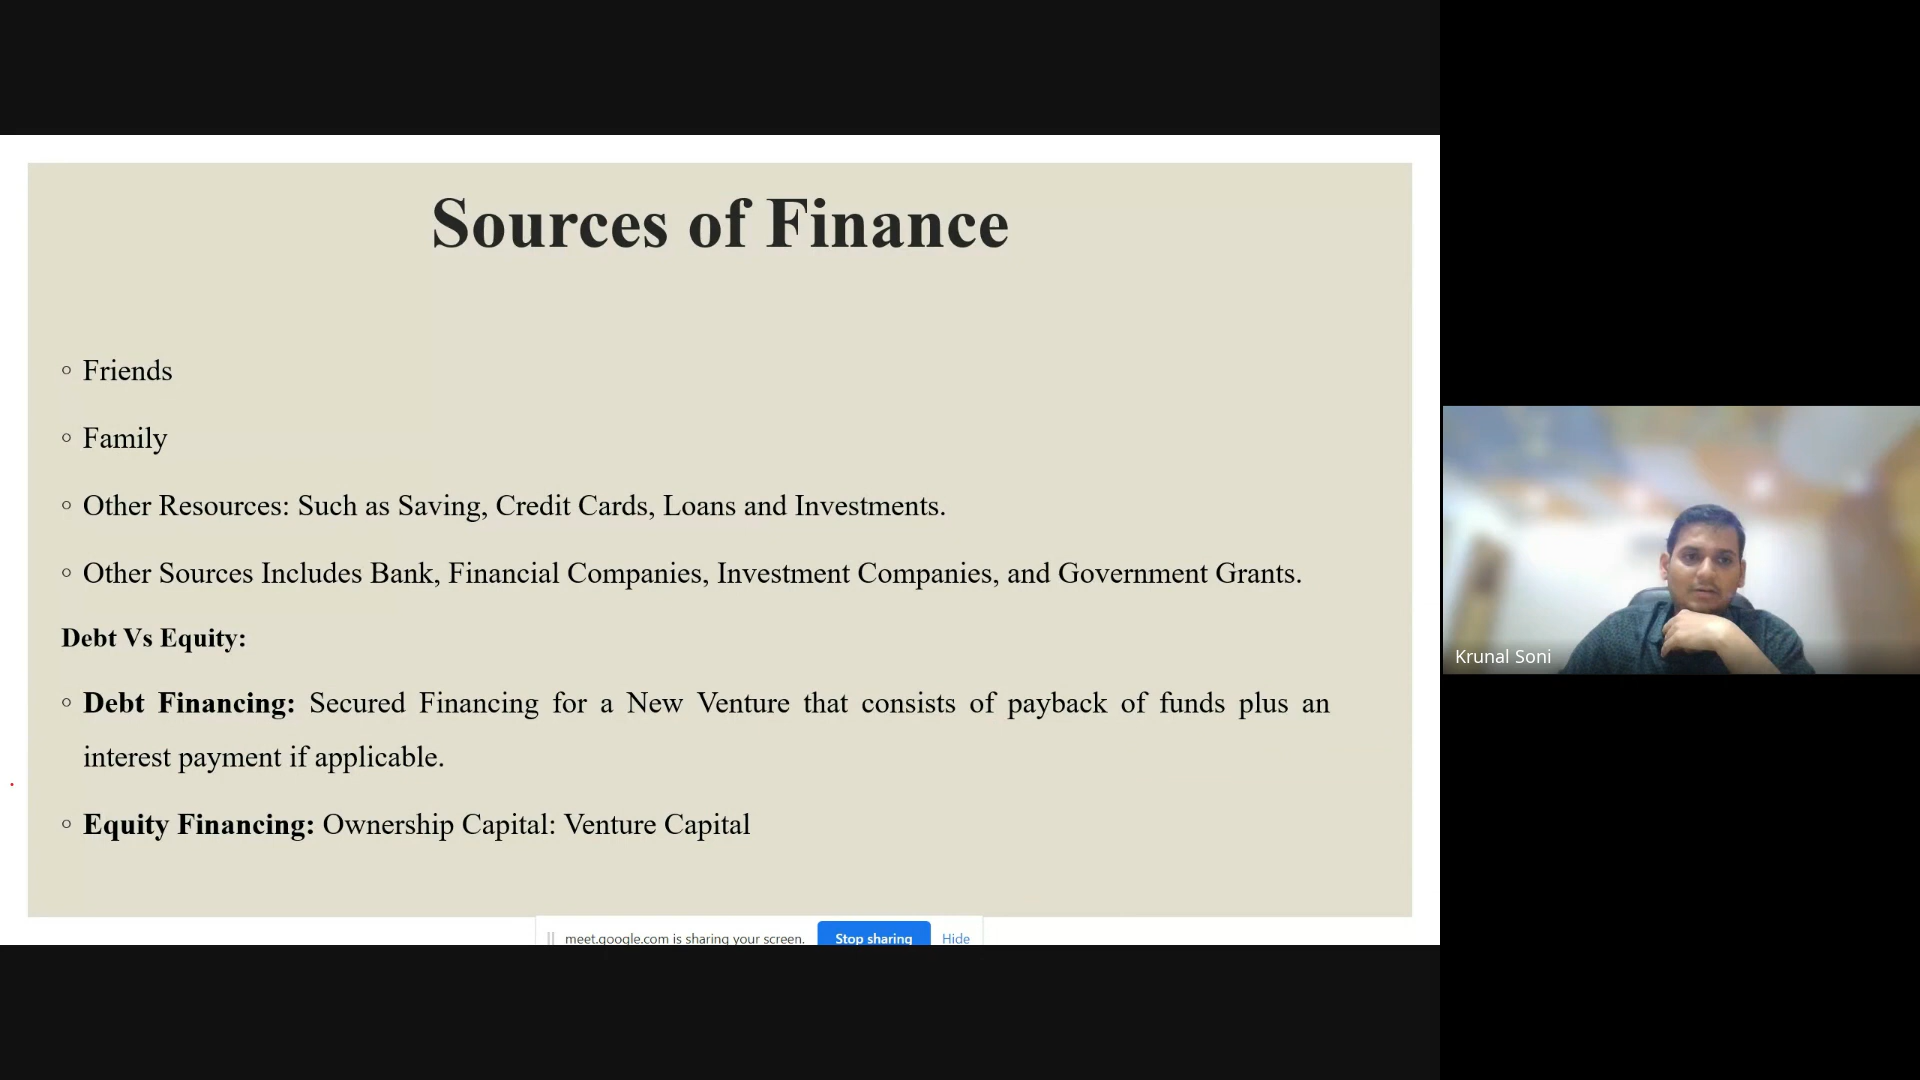 Sources of Finance
Friends
Family
Other Resources: Such as Saving, Credit Cards, Loans and Investments.
Other Sources Includes Bank, Financial Companies, Investment Companies, and Government Grants.
Debt Vs Equity:
Debt Financing: Secured Financing for a New Venture that consists of payback of funds plus an
interest payment if applicable.
Equity Financing: Ownership Capital: Venture Capital
meet.google.com is sharing your screen. Stop sharing Hide
Krunal Soni